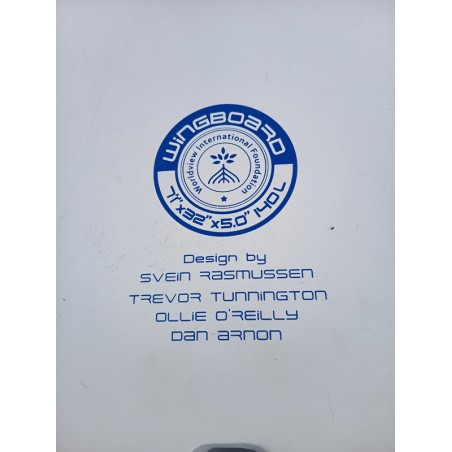 WINGBOARD
Worldview International Foundation
7'1"x32"x5.0" 140L
Design by
SVEIN RASMUSSEN
TREVOR TUNNINGTON
OLLIE O'REILLY
DAN ARNON